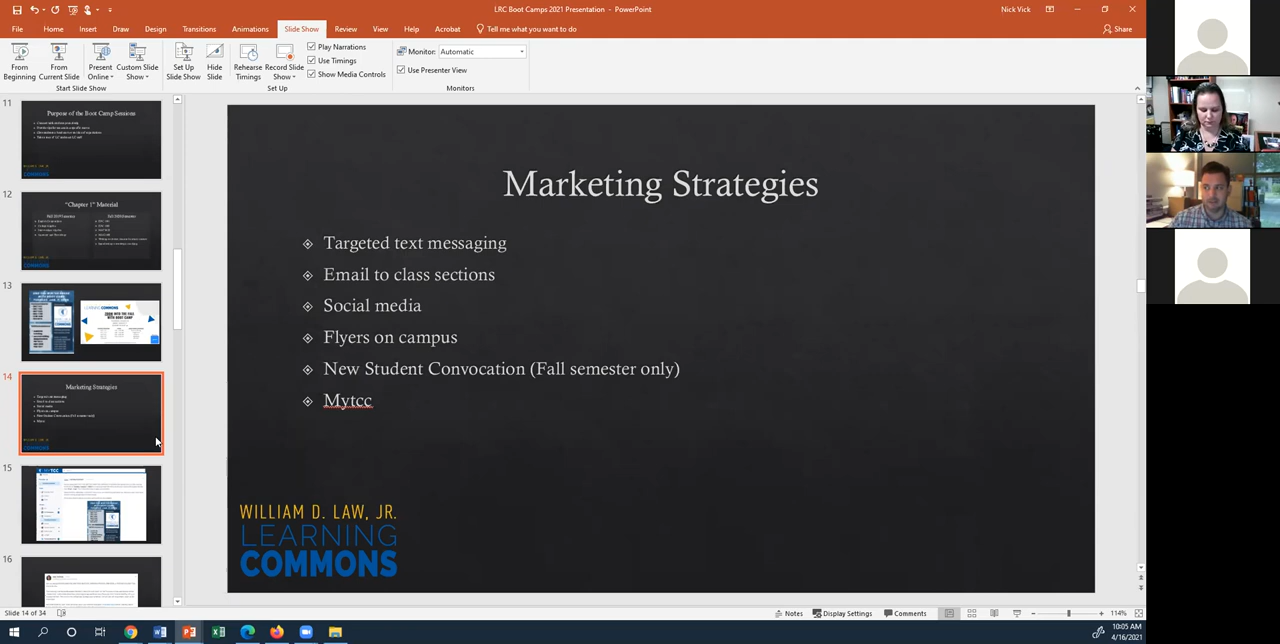 LRC Boot Camps 2021 Presentation - PowerPoint
Nick Vick
File Home Insert Draw Design Transitions Animations Slide Show Review View Help Acrobat Tell me what you want to do
Share
From Beginning
From Current Slide
Present Online
Custom Slide Show
Set Up Slide Show
Hide Slide
Rehearse Timings
Record Slide Show
Play Narrations
Use Timings
Show Media Controls
Monitor: Automatic
Use Presenter View
Start Slide Show
Set Up
Monitors
11
Purpose of the Boot Camp Sessions
12
"Chapter 1" Material
13
14
Marketing Strategies
15
16
Marketing Strategies
Targeted text messaging
Email to class sections
Social media
Flyers on campus
New Student Convocation (Fall semester only)
Mytcc
WILLIAM D. LAW, JR.
LEARNING
COMMONS
Slide 14 of 34
Notes
Display Settings
Comments
114%
10:05 AM
4/16/2021